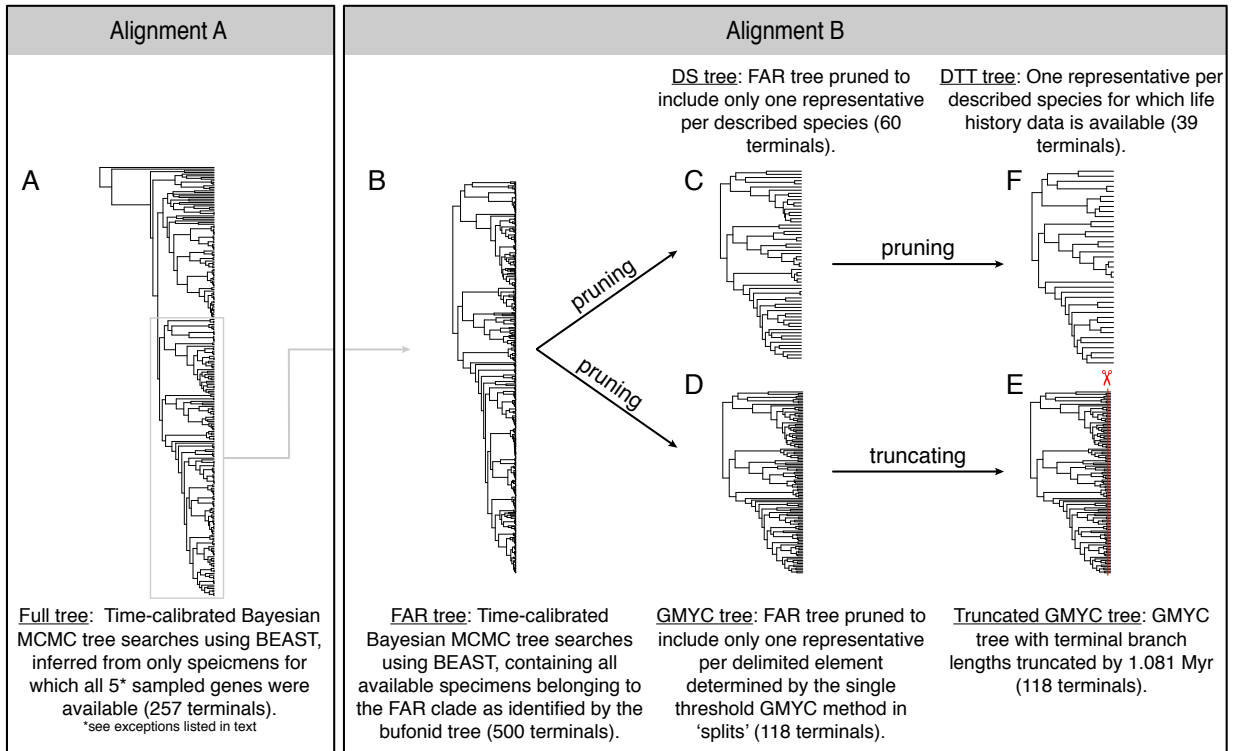 Alignment A
Alignment B
DS tree: FAR tree pruned to
include only one representative
per described species (60
terminals).
DTT tree: One representative per
described species for which life
history data is available (39
terminals).
A
B
C
F
pruning
pruning
pruning
D
E
truncating
Full tree: Time-calibrated Bayesian
MCMC tree searches using BEAST,
inferred from only speicmens for
which all 5* sampled genes were
available (257 terminals).
*see exceptions listed in text
FAR tree: Time-calibrated
Bayesian MCMC tree searches
using BEAST, containing all
available specimens belonging to
the FAR clade as identified by the
bufonid tree (500 terminals).
GMYC tree: FAR tree pruned to
include only one representative
per delimited element
determined by the single
threshold GMYC method in
‘splits’ (118 terminals).
Truncated GMYC tree: GMYC
tree with terminal branch
lengths truncated by 1.081 Myr
(118 terminals).